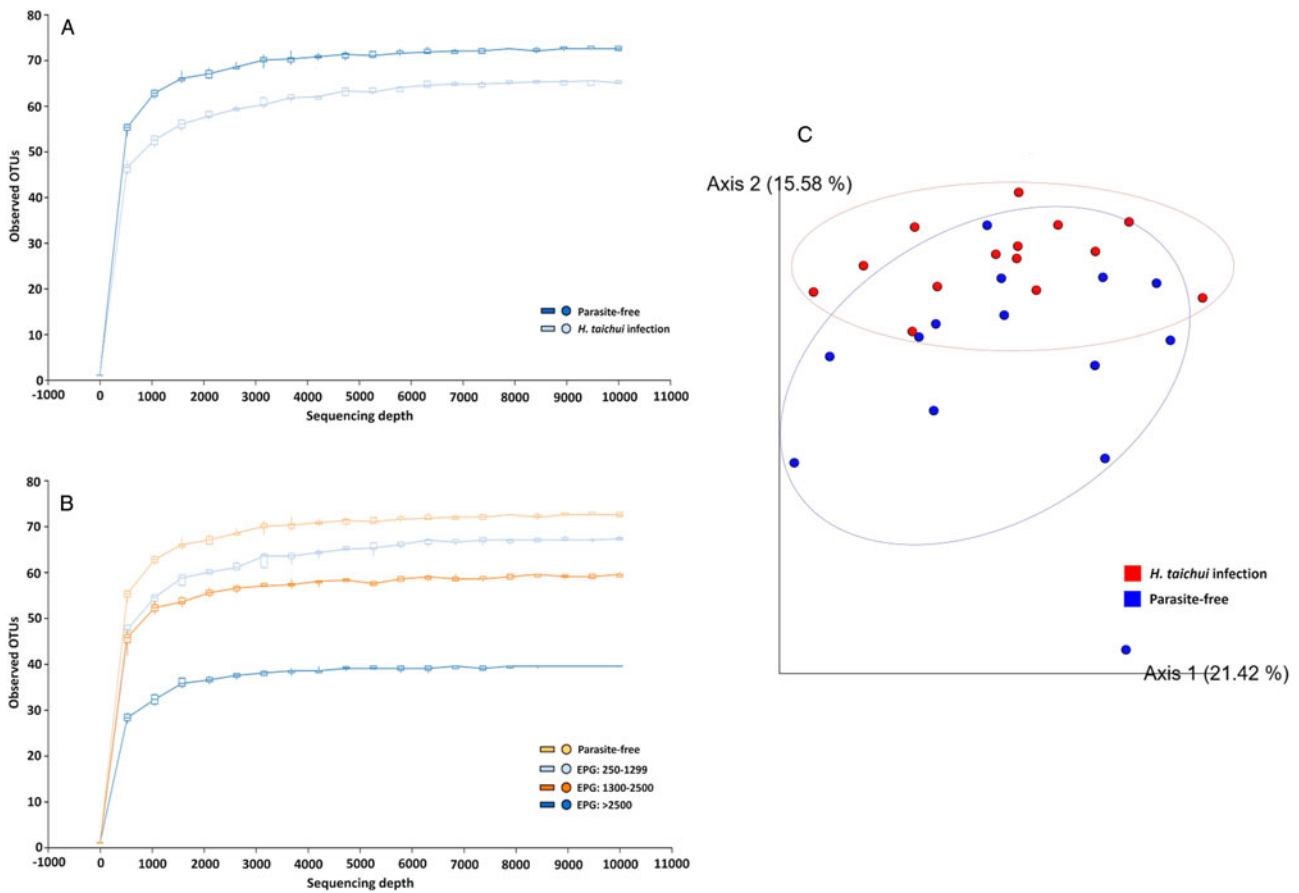 A
80
70
60
50
40
30
20
10
0
Observed OTUs
-1000 0 1000 2000 3000 4000 5000 6000 7000 8000 9000 10000 11000
Sequencing depth
Parasite-free
H. taichui infection
B
80
70
60
50
40
30
20
10
0
Observed OTUs
-1000 0 1000 2000 3000 4000 5000 6000 7000 8000 9000 10000 11000
Sequencing depth
Parasite-free
EPG: 250-1299
EPG: 1300-2500
EPG: >2500
C
Axis 2 (15.58 %)
H. taichui infection
Parasite-free
Axis 1 (21.42 %)